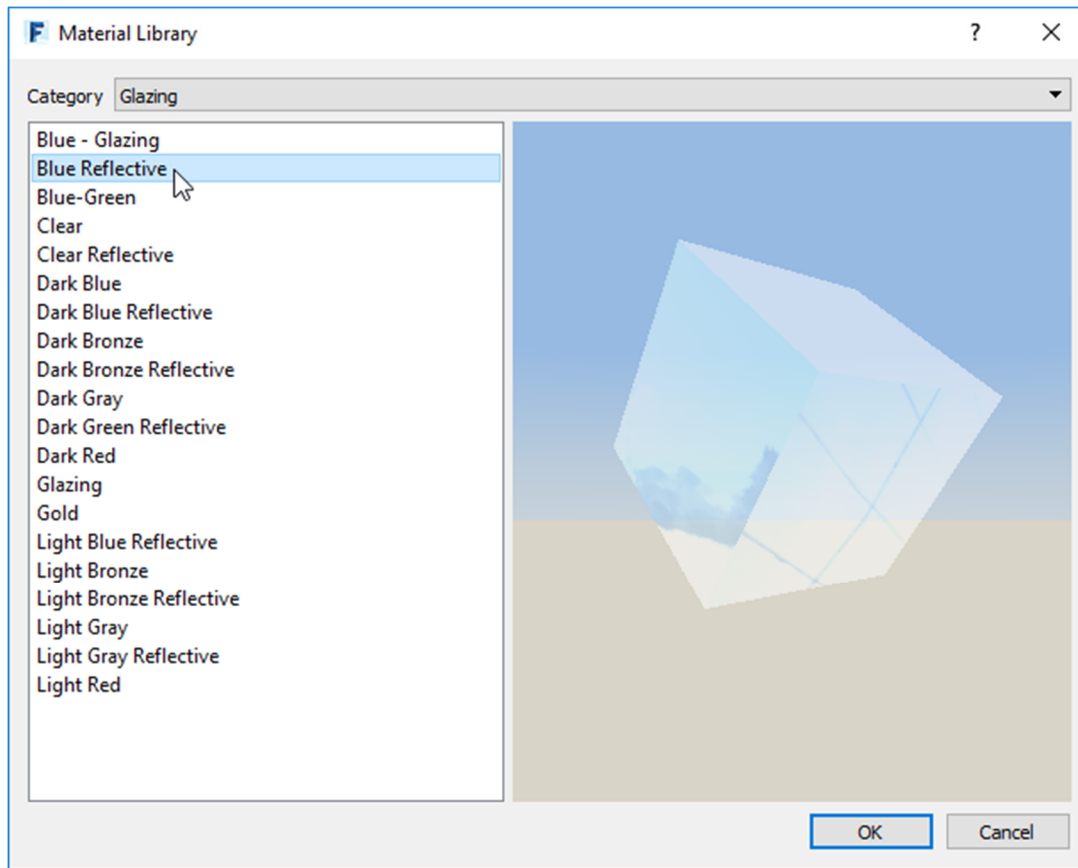 Material Library
?
Category Glazing
Blue - Glazing
Blue Reflective
Blue-Green
Clear
Clear Reflective
Dark Blue
Dark Blue Reflective
Dark Bronze
Dark Bronze Reflective
Dark Gray
Dark Green Reflective
Dark Red
Glazing
Gold
Light Blue Reflective
Light Bronze
Light Bronze Reflective
Light Gray
Light Gray Reflective
Light Red
OK Cancel